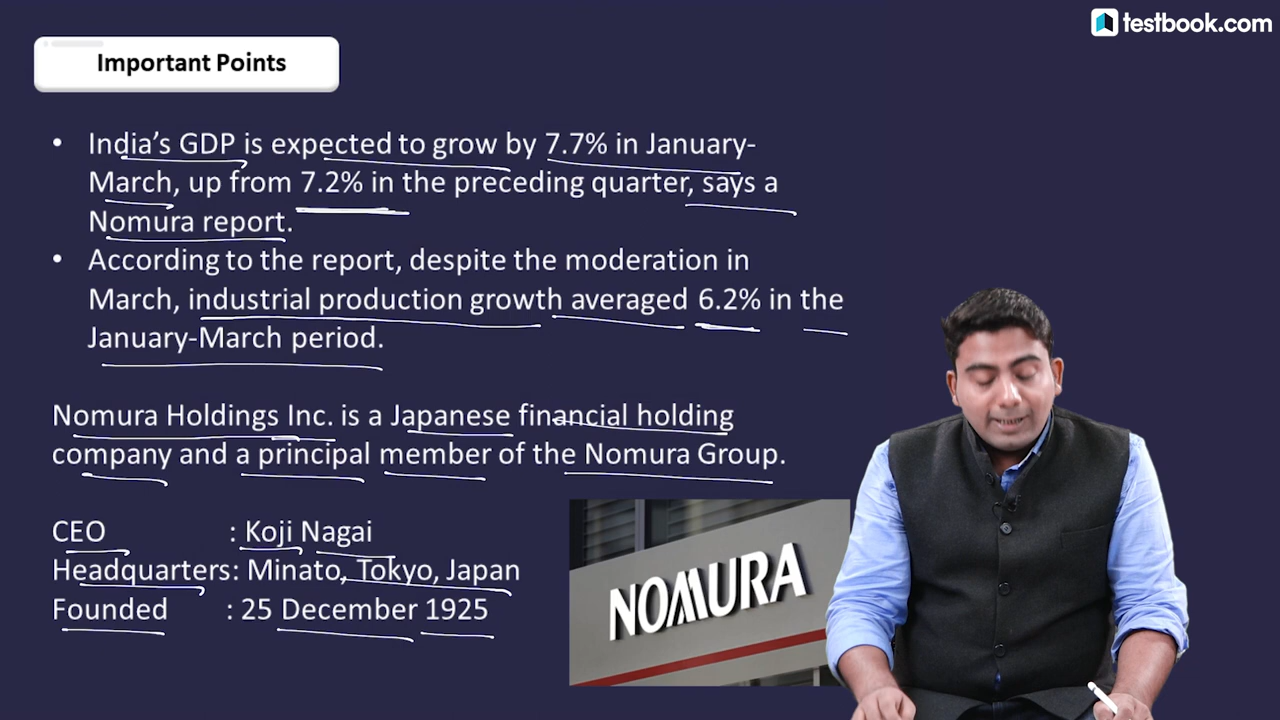 testbook.com
Important Points
• India’s GDP is expected to grow by 7.7% in January-
March, up from 7.2% in the preceding quarter, says a
Nomura report.
• According to the report, despite the moderation in
March, industrial production growth averaged 6.2% in the
January-March period.
Nomura Holdings Inc. is a Japanese financial holding
company and a principal member of the Nomura Group.
CEO : Koji Nagai
Headquarters: Minato, Tokyo, Japan
Founded : 25 December 1925
NOMURA